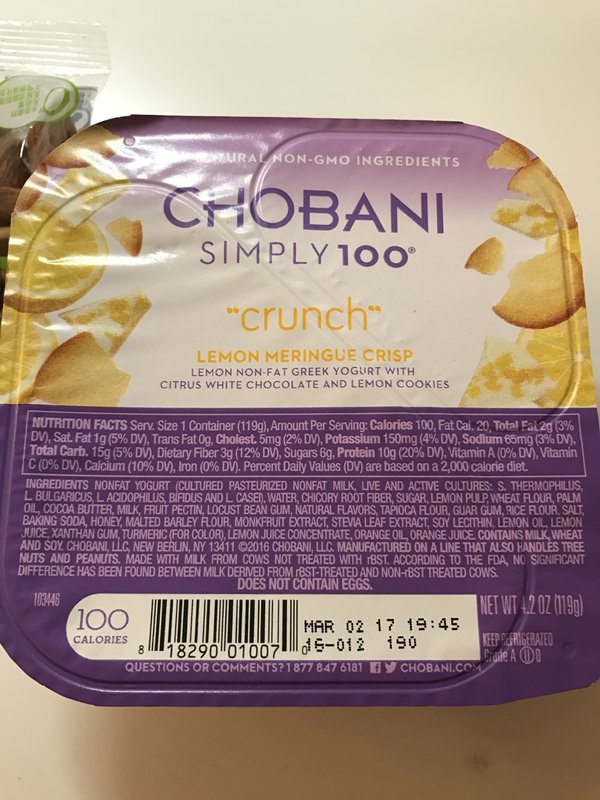 NATURAL NON-GMO INGREDIENTS
CHOBANI
SIMPLY 100®
"crunch"
LEMON MERINGUE CRISP
LEMON NON-FAT GREEK YOGURT WITH
CITRUS WHITE CHOCOLATE AND LEMON COOKIES
NUTRITION FACTS Serv. Size 1 Container (119g), Amount Per Serving: Calories 100, Fat Cal. 20, Total Fat 2g (3%
DV), Sat. Fat 1g (5% DV), Trans Fat 0g, Cholest. 5mg (2% DV), Potassium 150mg (4% DV), Sodium 65mg (3% DV),
Total Carb. 15g (5% DV), Dietary Fiber 3g (12% DV), Sugars 6g, Protein 10g (20% DV), Vitamin A (0% DV), Vitamin
C (0% DV), Calcium (10% DV), Iron (0% DV). Percent Daily Values (DV) are based on a 2,000 calorie diet.
INGREDIENTS NONFAT YOGURT (CULTURED PASTEURIZED NONFAT MILK, LIVE AND ACTIVE CULTURES: S. THERMOPHILUS,
L. BULGARICUS, L. ACIDOPHILUS, BIFIDUS AND L. CASEI), WATER, CHICORY ROOT FIBER, SUGAR, LEMON PULP, WHEAT FLOUR, PALM
OIL, COCOA BUTTER, MILK, FRUIT PECTIN, LOCUST BEAN GUM, NATURAL FLAVORS, TAPIOCA FLOUR, GUAR GUM, RICE FLOUR, SALT,
BAKING SODA, HONEY, MALTED BARLEY FLOUR, MONKFRUIT EXTRACT, STEVIA LEAF EXTRACT, SOY LECITHIN, LEMON OIL, LEMON
JUICE, XANTHAN GUM, TURMERIC (FOR COLOR), LEMON JUICE CONCENTRATE, ORANGE OIL, ORANGE JUICE. CONTAINS MILK, WHEAT
AND SOY. CHOBANI, LLC, NEW BERLIN, NY 13411 ©2016 CHOBANI, LLC. MANUFACTURED ON A LINE THAT ALSO HANDLES TREE
NUTS AND PEANUTS. MADE WITH MILK FROM COWS NOT TREATED WITH rBST. ACCORDING TO THE FDA, NO SIGNIFICANT
DIFFERENCE HAS BEEN FOUND BETWEEN MILK DERIVED FROM rBST-TREATED AND NON-rBST TREATED COWS.
DOES NOT CONTAIN EGGS.
103446
NET WT 4.2 OZ (119g)
100
CALORIES
8 18290 01007 0
MAR 02 17 19:45
16-012 190
KEEP REFRIGERATED
Grade A Ⓤ D
QUESTIONS OR COMMENTS? 1 877 847 6181 CHOBANI.COM